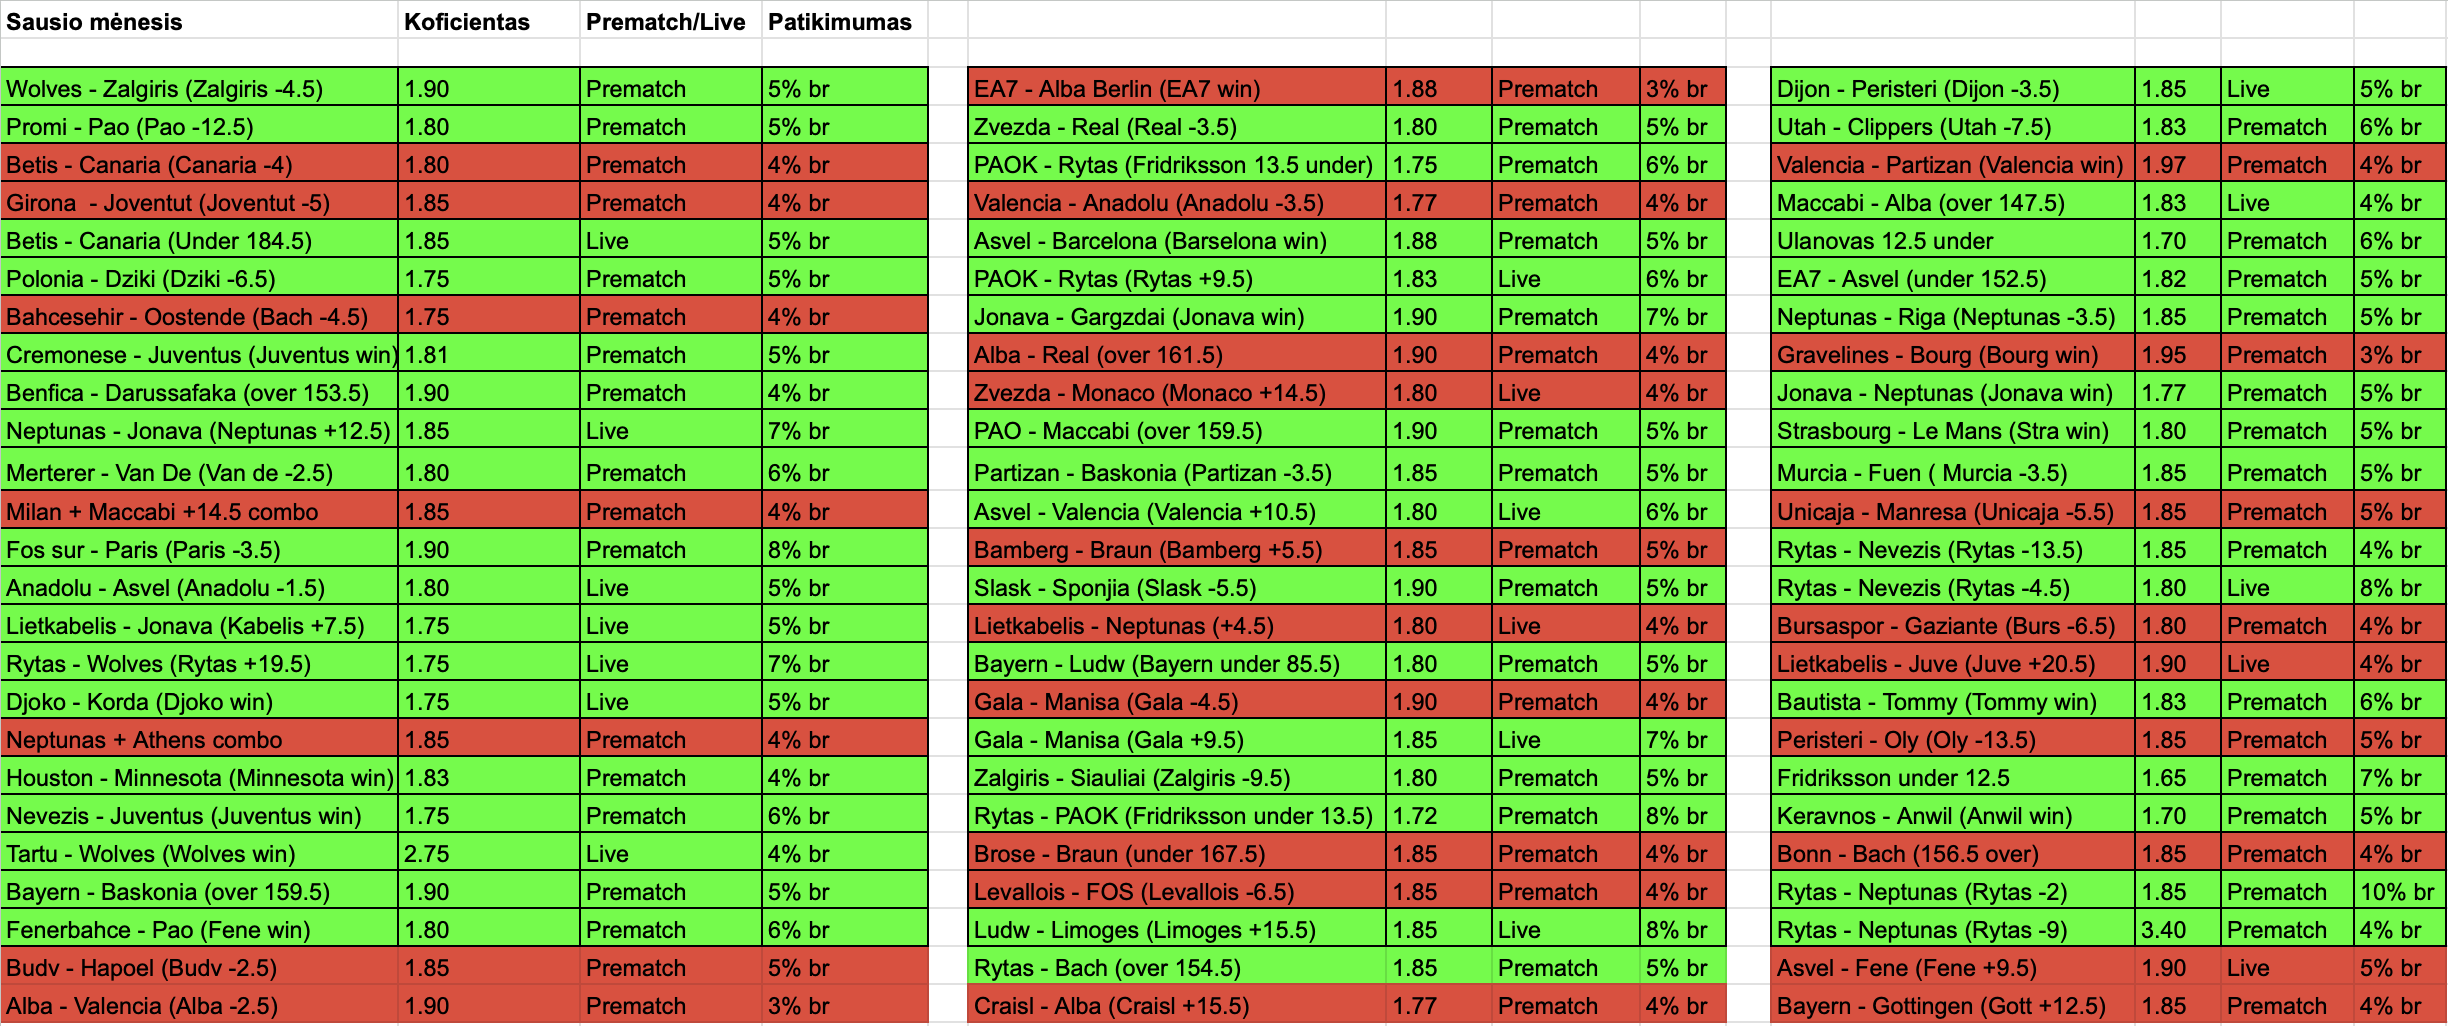 Sausio mėnesis Koficientas Prematch/Live Patikimumas
Wolves - Zalgiris (Zalgiris -4.5) 1.90 Prematch 5% br
Promi - Pao (Pao -12.5) 1.80 Prematch 5% br
Betis - Canaria (Canaria -4) 1.80 Prematch 4% br
Girona  - Joventut (Joventut -5) 1.85 Prematch 4% br
Betis - Canaria (Under 184.5) 1.85 Live 5% br
Polonia - Dziki (Dziki -6.5) 1.75 Prematch 5% br
Bahcesehir - Oostende (Bach -4.5) 1.75 Prematch 4% br
Cremonese - Juventus (Juventus win) 1.81 Prematch 5% br
Benfica - Darussafaka (over 153.5) 1.90 Prematch 4% br
Neptunas - Jonava (Neptunas +12.5) 1.85 Live 7% br
Merterer - Van De (Van de -2.5) 1.80 Prematch 6% br
Milan + Maccabi +14.5 combo 1.85 Prematch 4% br
Fos sur - Paris (Paris -3.5) 1.90 Prematch 8% br
Anadolu - Asvel (Anadolu -1.5) 1.80 Live 5% br
Lietkabelis - Jonava (Kabelis +7.5) 1.75 Live 5% br
Rytas - Wolves (Rytas +19.5) 1.75 Live 7% br
Djoko - Korda (Djoko win) 1.75 Live 5% br
Neptunas + Athens combo 1.85 Prematch 4% br
Houston - Minnesota (Minnesota win) 1.83 Prematch 4% br
Nevezis - Juventus (Juventus win) 1.75 Prematch 6% br
Tartu - Wolves (Wolves win) 2.75 Live 4% br
Bayern - Baskonia (over 159.5) 1.90 Prematch 5% br
Fenerbahce - Pao (Fene win) 1.80 Prematch 6% br
Budv - Hapoel (Budv -2.5) 1.85 Prematch 5% br
Alba - Valencia (Alba -2.5) 1.90 Prematch 3% br
EA7 - Alba Berlin (EA7 win) 1.88 Prematch 3% br
Zvezda - Real (Real -3.5) 1.80 Prematch 5% br
PAOK - Rytas (Fridriksson 13.5 under) 1.75 Prematch 6% br
Valencia - Anadolu (Anadolu -3.5) 1.77 Prematch 4% br
Asvel - Barcelona (Barselona win) 1.88 Prematch 5% br
PAOK - Rytas (Rytas +9.5) 1.83 Live 6% br
Jonava - Gargzdai (Jonava win) 1.90 Prematch 7% br
Alba - Real (over 161.5) 1.90 Prematch 4% br
Zvezda - Monaco (Monaco +14.5) 1.80 Live 4% br
PAO - Maccabi (over 159.5) 1.90 Prematch 5% br
Partizan - Baskonia (Partizan -3.5) 1.85 Prematch 5% br
Asvel - Valencia (Valencia +10.5) 1.80 Live 6% br
Bamberg - Braun (Bamberg +5.5) 1.85 Prematch 5% br
Slask - Sponjia (Slask -5.5) 1.90 Prematch 5% br
Lietkabelis - Neptunas (+4.5) 1.80 Live 4% br
Bayern - Ludw (Bayern under 85.5) 1.80 Prematch 5% br
Gala - Manisa (Gala -4.5) 1.90 Prematch 4% br
Gala - Manisa (Gala +9.5) 1.85 Live 7% br
Zalgiris - Siauliai (Zalgiris -9.5) 1.80 Prematch 5% br
Rytas - PAOK (Fridriksson under 13.5) 1.72 Prematch 8% br
Brose - Braun (under 167.5) 1.85 Prematch 4% br
Levallois - FOS (Levallois -6.5) 1.85 Prematch 4% br
Ludw - Limoges (Limoges +15.5) 1.85 Live 8% br
Rytas - Bach (over 154.5) 1.85 Prematch 5% br
Craisl - Alba (Craisl +15.5) 1.77 Prematch 4% br
Dijon - Peristeri (Dijon -3.5) 1.85 Live 5% br
Utah - Clippers (Utah -7.5) 1.83 Prematch 6% br
Valencia - Partizan (Valencia win) 1.97 Prematch 4% br
Maccabi - Alba (over 147.5) 1.83 Live 4% br
Ulanovas 12.5 under 1.70 Prematch 6% br
EA7 - Asvel (under 152.5) 1.82 Prematch 5% br
Neptunas - Riga (Neptunas -3.5) 1.85 Prematch 5% br
Gravelines - Bourg (Bourg win) 1.95 Prematch 3% br
Jonava - Neptunas (Jonava win) 1.77 Prematch 5% br
Strasbourg - Le Mans (Stra win) 1.80 Prematch 5% br
Murcia - Fuen ( Murcia -3.5) 1.85 Prematch 5% br
Unicaja - Manresa (Unicaja -5.5) 1.85 Prematch 5% br
Rytas - Nevezis (Rytas -13.5) 1.85 Prematch 4% br
Rytas - Nevezis (Rytas -4.5) 1.80 Live 8% br
Bursaspor - Gaziante (Burs -6.5) 1.80 Prematch 4% br
Lietkabelis - Juve (Juve +20.5) 1.90 Live 4% br
Bautista - Tommy (Tommy win) 1.83 Prematch 6% br
Peristeri - Oly (Oly -13.5) 1.85 Prematch 5% br
Fridriksson under 12.5 1.65 Prematch 7% br
Keravnos - Anwil (Anwil win) 1.70 Prematch 5% br
Bonn - Bach (156.5 over) 1.85 Prematch 4% br
Rytas - Neptunas (Rytas -2) 1.85 Prematch 10% br
Rytas - Neptunas (Rytas -9) 3.40 Prematch 4% br
Asvel - Fene (Fene +9.5) 1.90 Live 5% br
Bayern - Gottingen (Gott +12.5) 1.85 Prematch 4% br